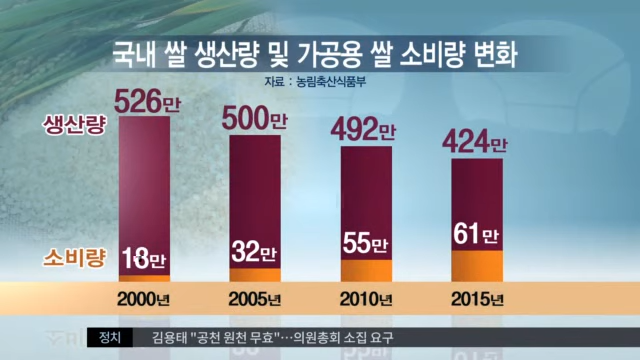 국내 쌀 생산량 및 가공용 쌀 소비량 변화
자료 : 농림축산식품부
생산량
526만
500만
492만
424만
소비량
18만
32만
55만
61만
2000년
2005년
2010년
2015년
정치
김용태 "공천 원천 무효"…의원총회 소집 요구